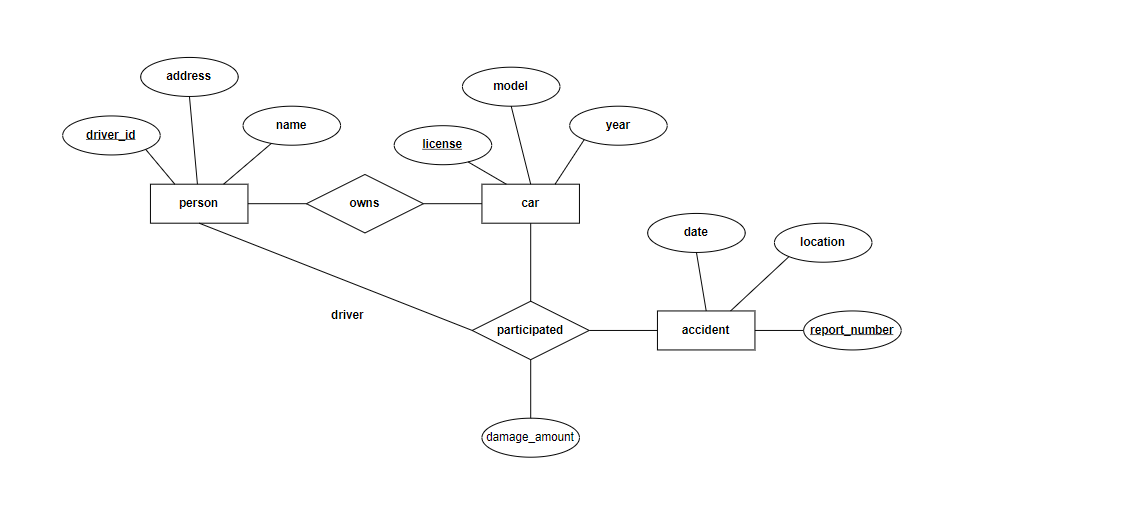 address
model
name
year
driver_id
license
person
owns
car
date
location
driver
participated
accident
report_number
damage_amount